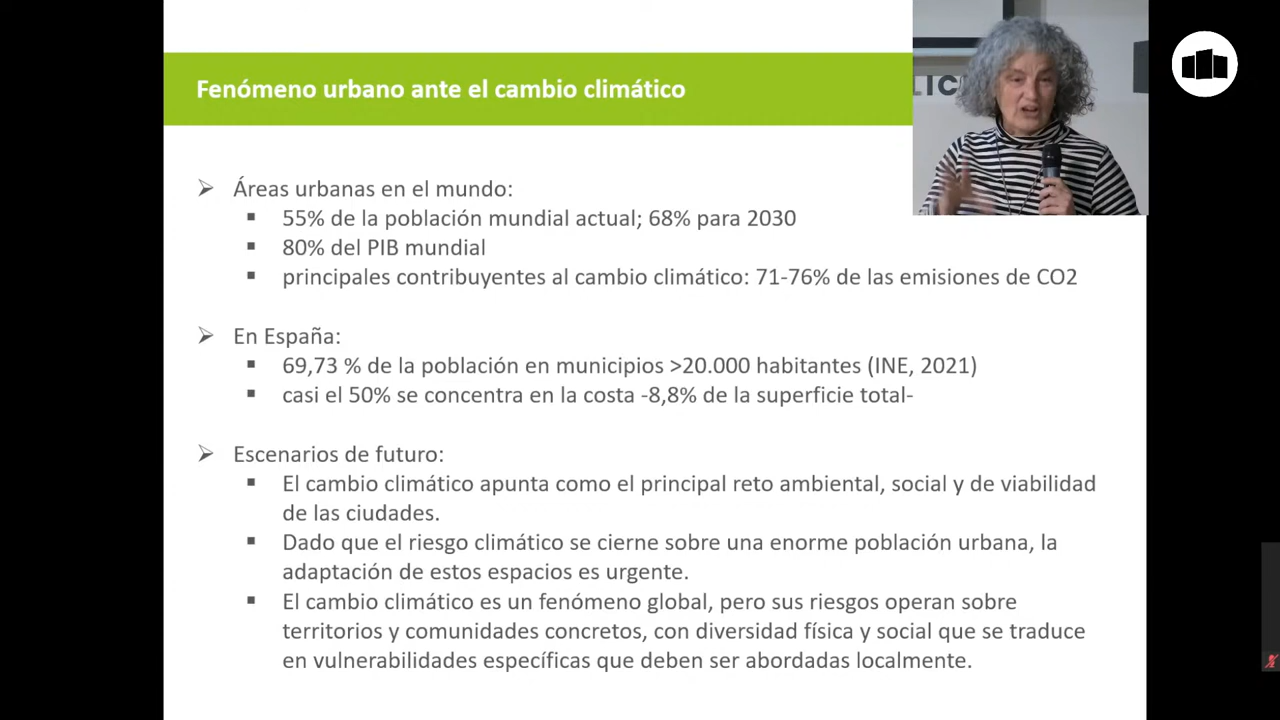 Fenómeno urbano ante el cambio climático
LIC
➢ Áreas urbanas en el mundo:
▪ 55% de la población mundial actual; 68% para 2030
▪ 80% del PIB mundial
▪ principales contribuyentes al cambio climático: 71-76% de las emisiones de CO2
➢ En España:
▪ 69,73 % de la población en municipios >20.000 habitantes (INE, 2021)
▪ casi el 50% se concentra en la costa -8,8% de la superficie total-
➢ Escenarios de futuro:
▪ El cambio climático apunta como el principal reto ambiental, social y de viabilidad
de las ciudades.
▪ Dado que el riesgo climático se cierne sobre una enorme población urbana, la
adaptación de estos espacios es urgente.
▪ El cambio climático es un fenómeno global, pero sus riesgos operan sobre
territorios y comunidades concretos, con diversidad física y social que se traduce
en vulnerabilidades específicas que deben ser abordadas localmente.